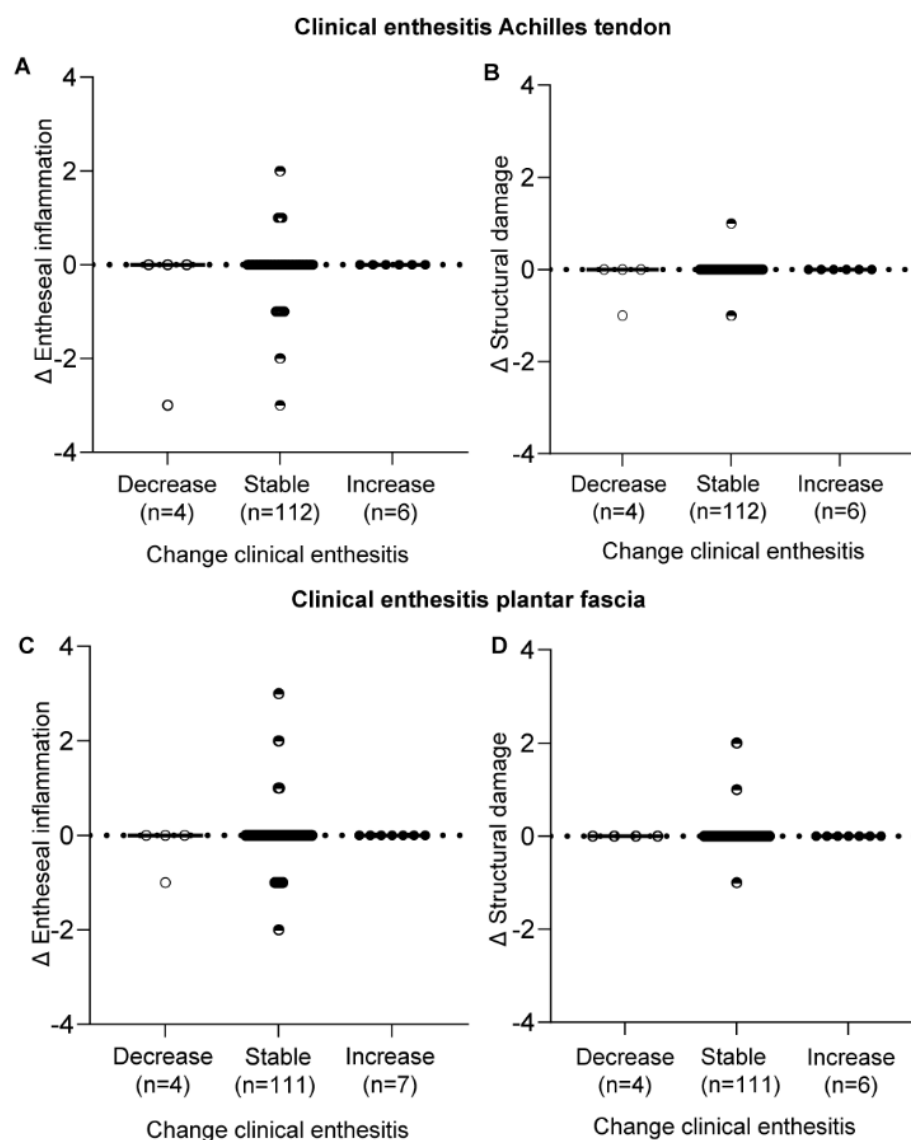 Clinical enthesitis Achilles tendon
A
4
2
0
-2
-4
Δ Entheseal inflammation
Decrease Stable Increase
(n=4) (n=112) (n=6)
Change clinical enthesitis
B
4
2
0
-2
-4
Δ Structural damage
Decrease Stable Increase
(n=4) (n=112) (n=6)
Change clinical enthesitis
Clinical enthesitis plantar fascia
C
4
2
0
-2
-4
Δ Entheseal inflammation
Decrease Stable Increase
(n=4) (n=111) (n=7)
Change clinical enthesitis
D
4
2
0
-2
-4
Δ Structural damage
Decrease Stable Increase
(n=4) (n=111) (n=6)
Change clinical enthesitis